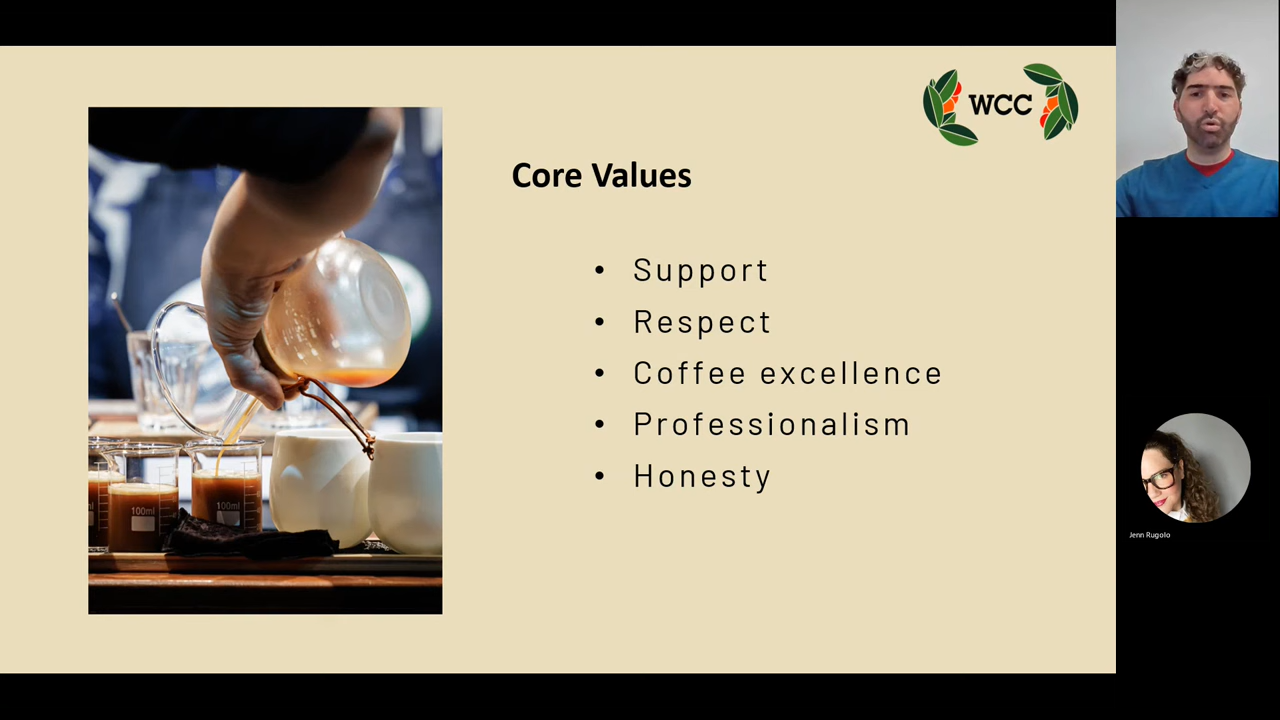 WCC
Core Values
• Support
• Respect
• Coffee excellence
• Professionalism
• Honesty
100ml
100ml
Jenn Rugolo